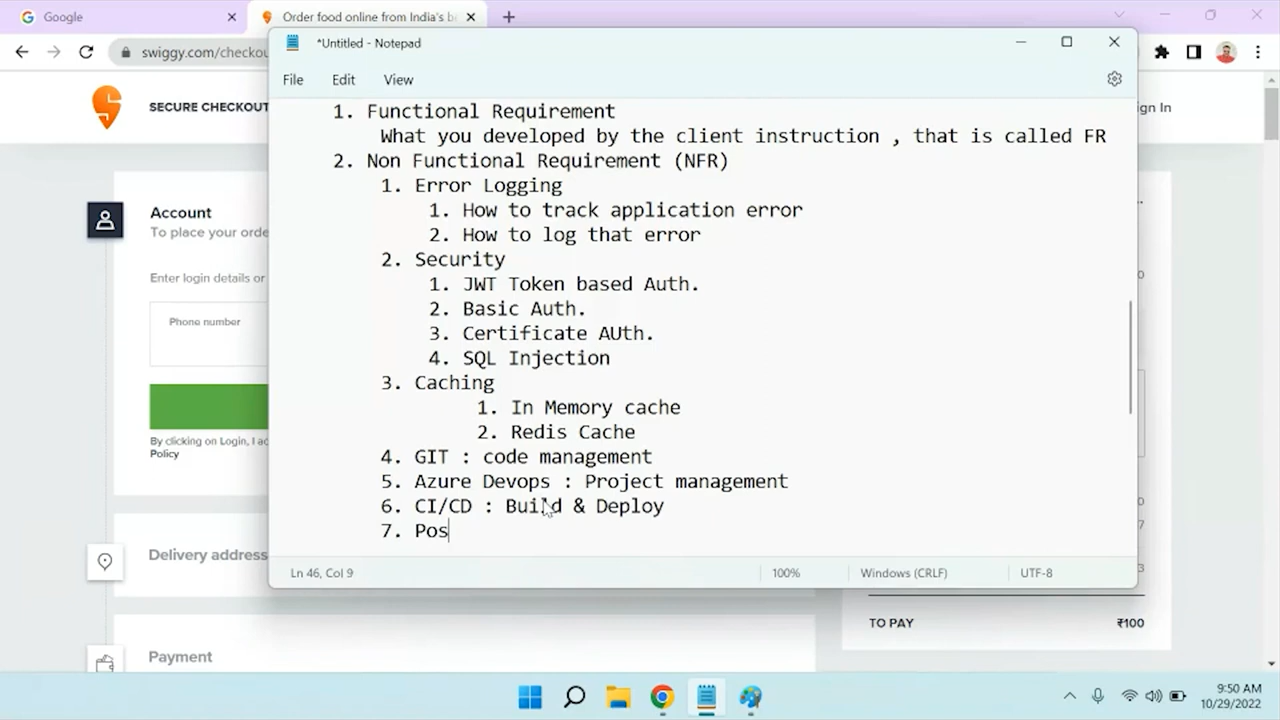 Google
Order food online from India's b
swiggy.com/checkou
*Untitled - Notepad
File Edit View
SECURE CHECKOUT
gn In
1. Functional Requirement
What you developed by the client instruction , that is called FR
2. Non Functional Requirement (NFR)
1. Error Logging
1. How to track application error
2. How to log that error
2. Security
1. JWT Token based Auth.
2. Basic Auth.
3. Certificate AUth.
4. SQL Injection
3. Caching
1. In Memory cache
2. Redis Cache
4. GIT : code management
5. Azure Devops : Project management
6. CI/CD : Build & Deploy
7. Pos
Ln 46, Col 9 100% Windows (CRLF) UTF-8
Account
To place your orde
Enter login details or
Phone number
By clicking on Login, I ac
Policy
Delivery address
Payment
TO PAY ₹100
9:50 AM
10/29/2022